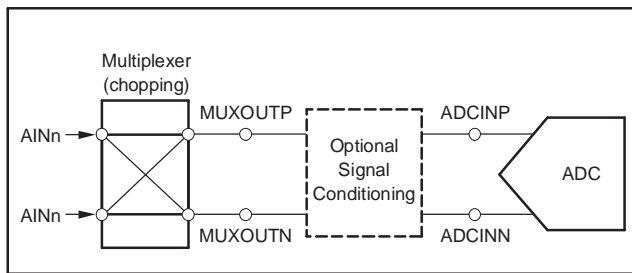 Multiplexer
(chopping)
AINn
AINn
MUXOUTP
MUXOUTN
Optional
Signal
Conditioning
ADCINP
ADCINN
ADC